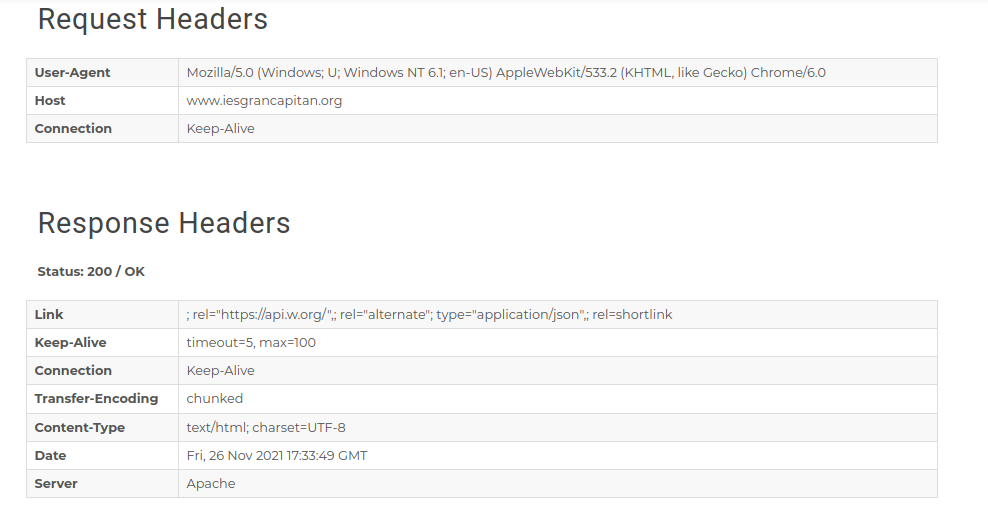 Request Headers
User-Agent Mozilla/5.0 (Windows; U; Windows NT 6.1; en-US) AppleWebKit/533.2 (KHTML, like Gecko) Chrome/6.0
Host www.iesgrancapitan.org
Connection Keep-Alive
Response Headers
Status: 200 / OK
Link ; rel="https://api.w.org/",; rel="alternate"; type="application/json",; rel=shortlink
Keep-Alive timeout=5, max=100
Connection Keep-Alive
Transfer-Encoding chunked
Content-Type text/html; charset=UTF-8
Date Fri, 26 Nov 2021 17:33:49 GMT
Server Apache